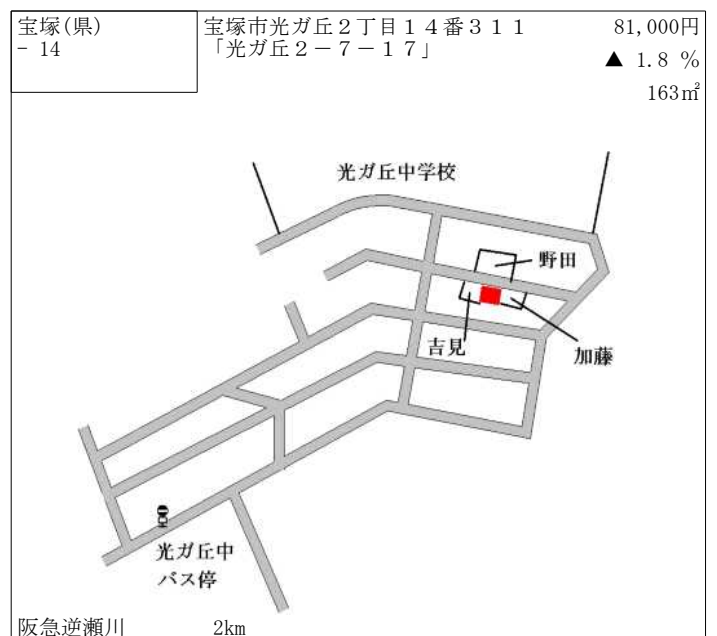 宝塚(県)
- 14
宝塚市光ガ丘２丁目１４番３１１
「光ガ丘２－７－１７」
81,000円
▲ 1.8 %
163㎡
光ガ丘中学校
野田
吉見
加藤
光ガ丘中
バス停
阪急逆瀬川 2km